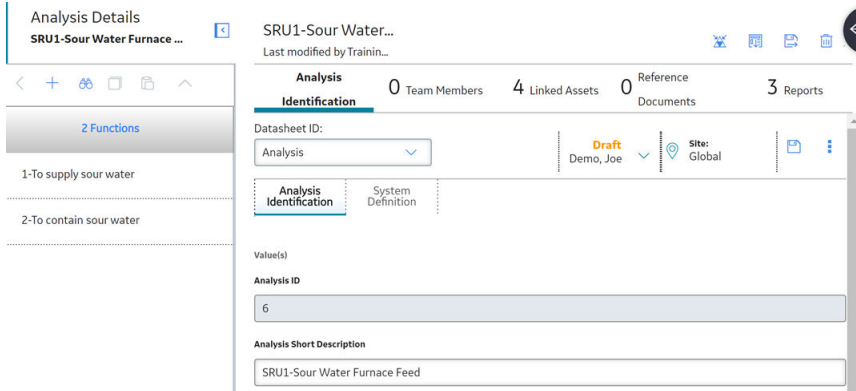 Analysis Details
SRU1-Sour Water Furnace ...
2 Functions
1-To supply sour water
2-To contain sour water
SRU1-Sour Water...
Last modified by Trainin...
Analysis
Identification
0 Team Members
4 Linked Assets
0 Reference
Documents
3 Reports
Datasheet ID:
Analysis
Draft
Demo, Joe
Site:
Global
Analysis
Identification
System
Definition
Value(s)
Analysis ID
6
Analysis Short Description
SRU1-Sour Water Furnace Feed